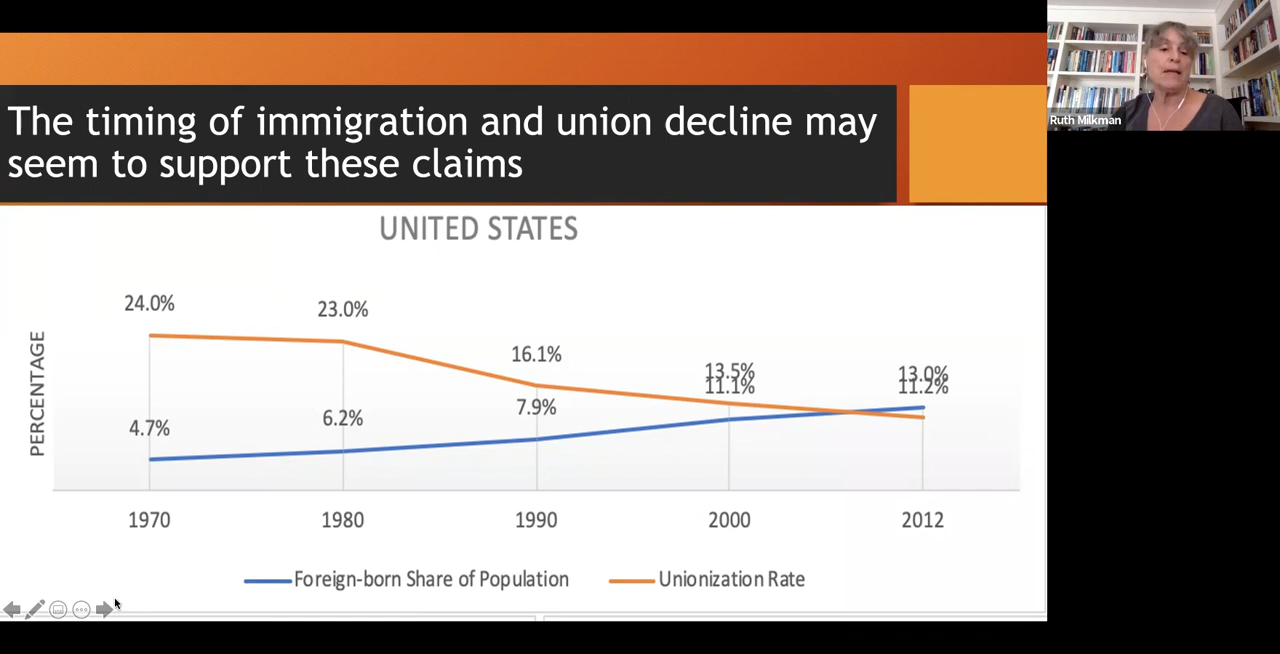 The timing of immigration and union decline may
seem to support these claims
Ruth Milkman
UNITED STATES
PERCENTAGE
24.0%
23.0%
16.1%
13.5%
11.1%
13.0%
11.2%
4.7%
6.2%
7.9%
1970 1980 1990 2000 2012
Foreign-born Share of Population Unionization Rate